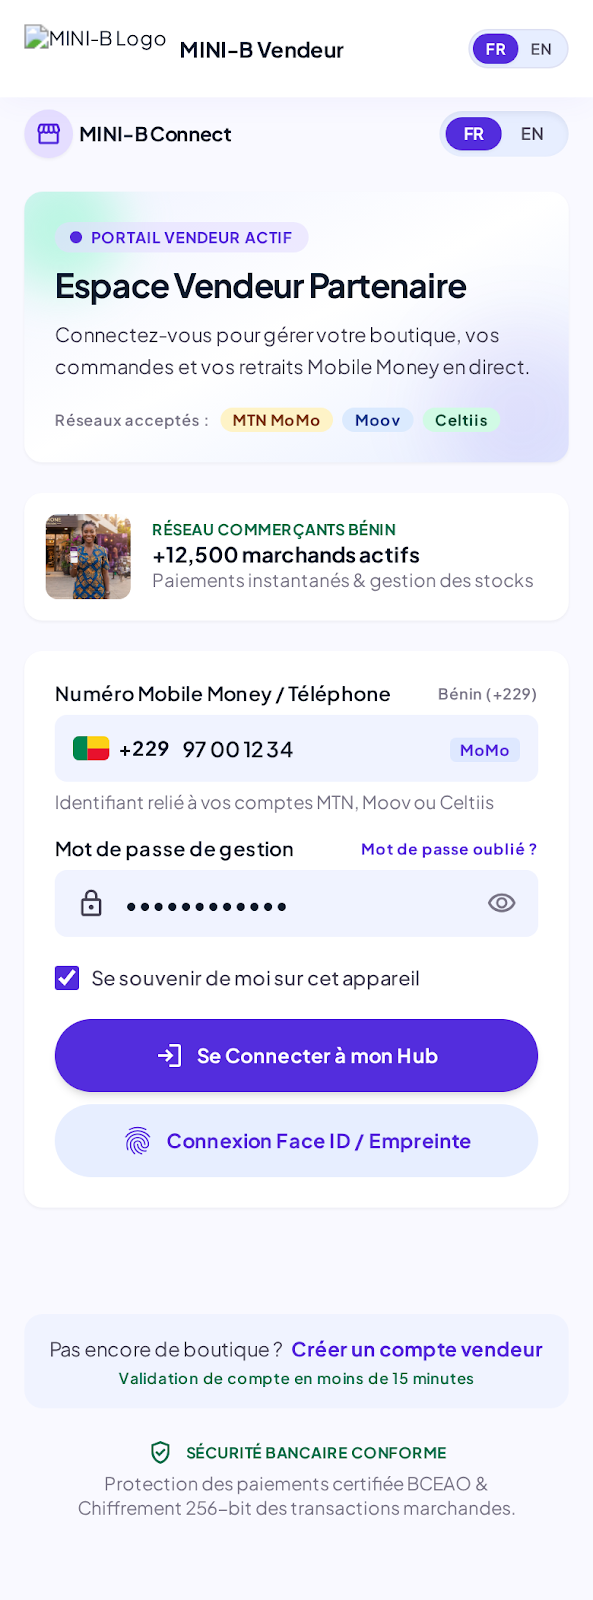 MINI-B Logo MINI-B Vendeur FR EN
MINI-B Connect FR EN
PORTAIL VENDEUR ACTIF
Espace Vendeur Partenaire
Connectez-vous pour gérer votre boutique, vos
commandes et vos retraits Mobile Money en direct.
Réseaux acceptés : MTN MoMo Moov Celtiis
RÉSEAU COMMERÇANTS BÉNIN
+12,500 marchands actifs
Paiements instantanés & gestion des stocks
Numéro Mobile Money / Téléphone Bénin (+229)
+229 97 00 12 34 MoMo
Identifiant relié à vos comptes MTN, Moov ou Celtiis
Mot de passe de gestion Mot de passe oublié ?
••••••••••••
Se souvenir de moi sur cet appareil
Se Connecter à mon Hub
Connexion Face ID / Empreinte
Pas encore de boutique ? Créer un compte vendeur
Validation de compte en moins de 15 minutes
SÉCURITÉ BANCAIRE CONFORME
Protection des paiements certifiée BCEAO &
Chiffrement 256-bit des transactions marchandes.